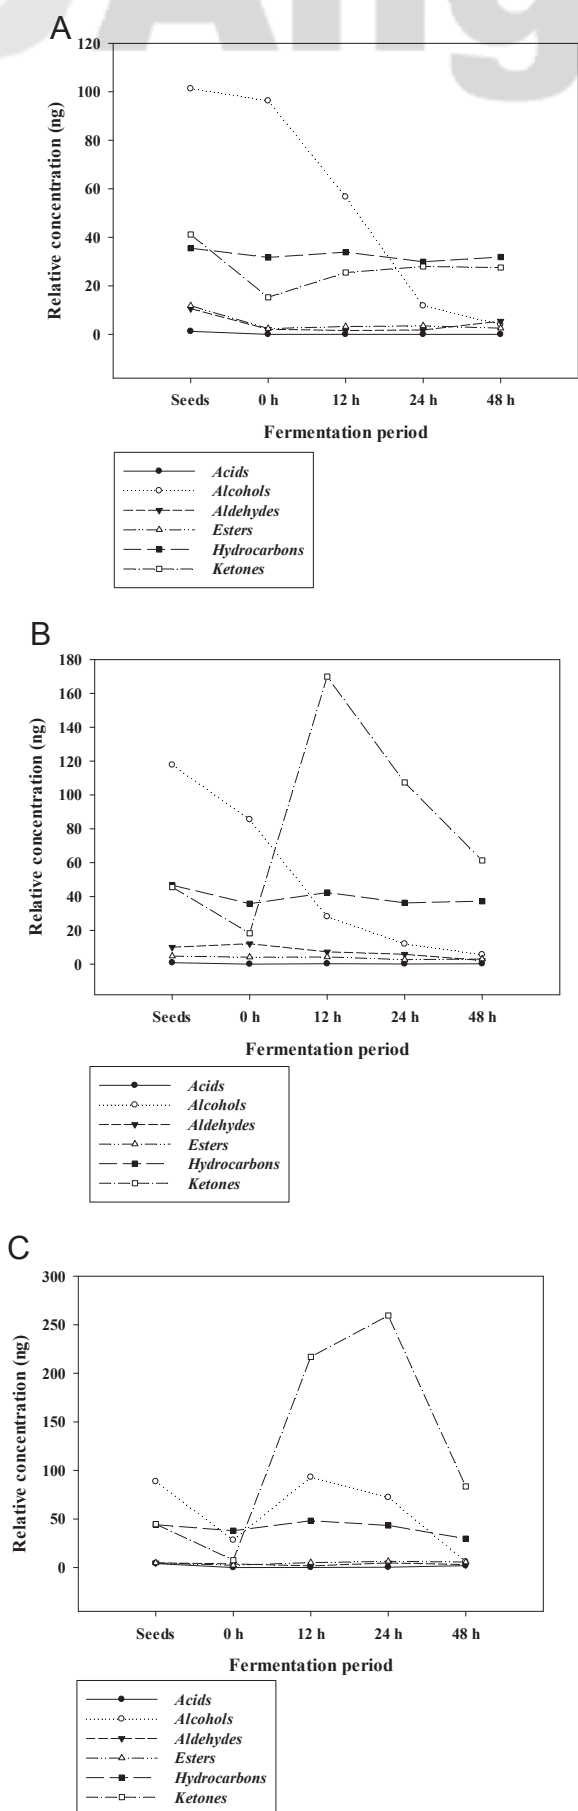 Ang
A
120
100
80
60
40
20
0
Relative concentration (ng)
Seeds 0 h 12 h 24 h 48 h
Fermentation period
Acids
Alcohols
Aldehydes
Esters
Hydrocarbons
Ketones
B
180
160
140
120
100
80
60
40
20
0
Relative concentration (ng)
Seeds 0 h 12 h 24 h 48 h
Fermentation period
Acids
Alcohols
Aldehydes
Esters
Hydrocarbons
Ketones
C
300
250
200
150
100
50
0
Relative concentration (ng)
Seeds 0 h 12 h 24 h 48 h
Fermentation period
Acids
Alcohols
Aldehydes
Esters
Hydrocarbons
Ketones